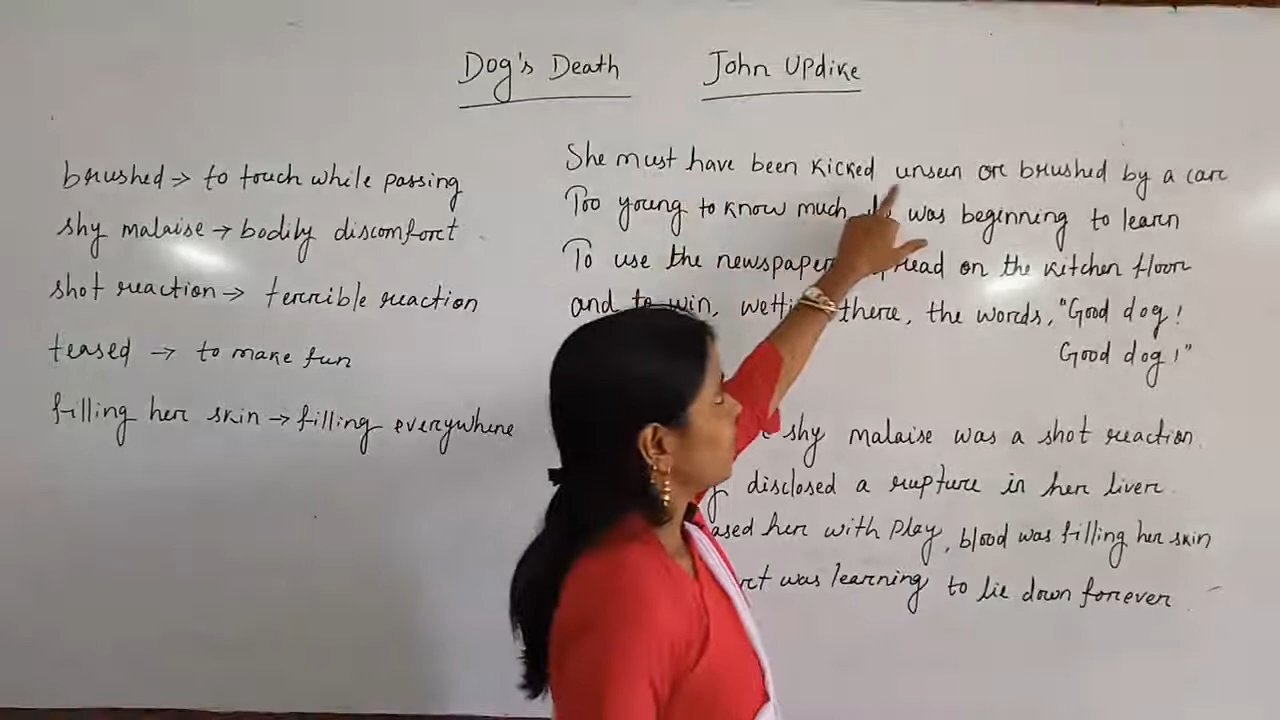 Dog's Death John Updike
brushed → to touch while passing
shy malaise → bodily discomfort
shot reaction → terrible reaction
teased → to make fun
filling her skin → filling everywhere
She must have been kicked unseen or brushed by a car
Too young to know much was beginning to learn
To use the newspaper on the kitchen floor
and to win, there, the words, "Good dog!
Good dog!"
shy malaise was a shot reaction.
disclosed a rupture in her liver.
her with play, blood was filling her skin
was learning to lie down forever